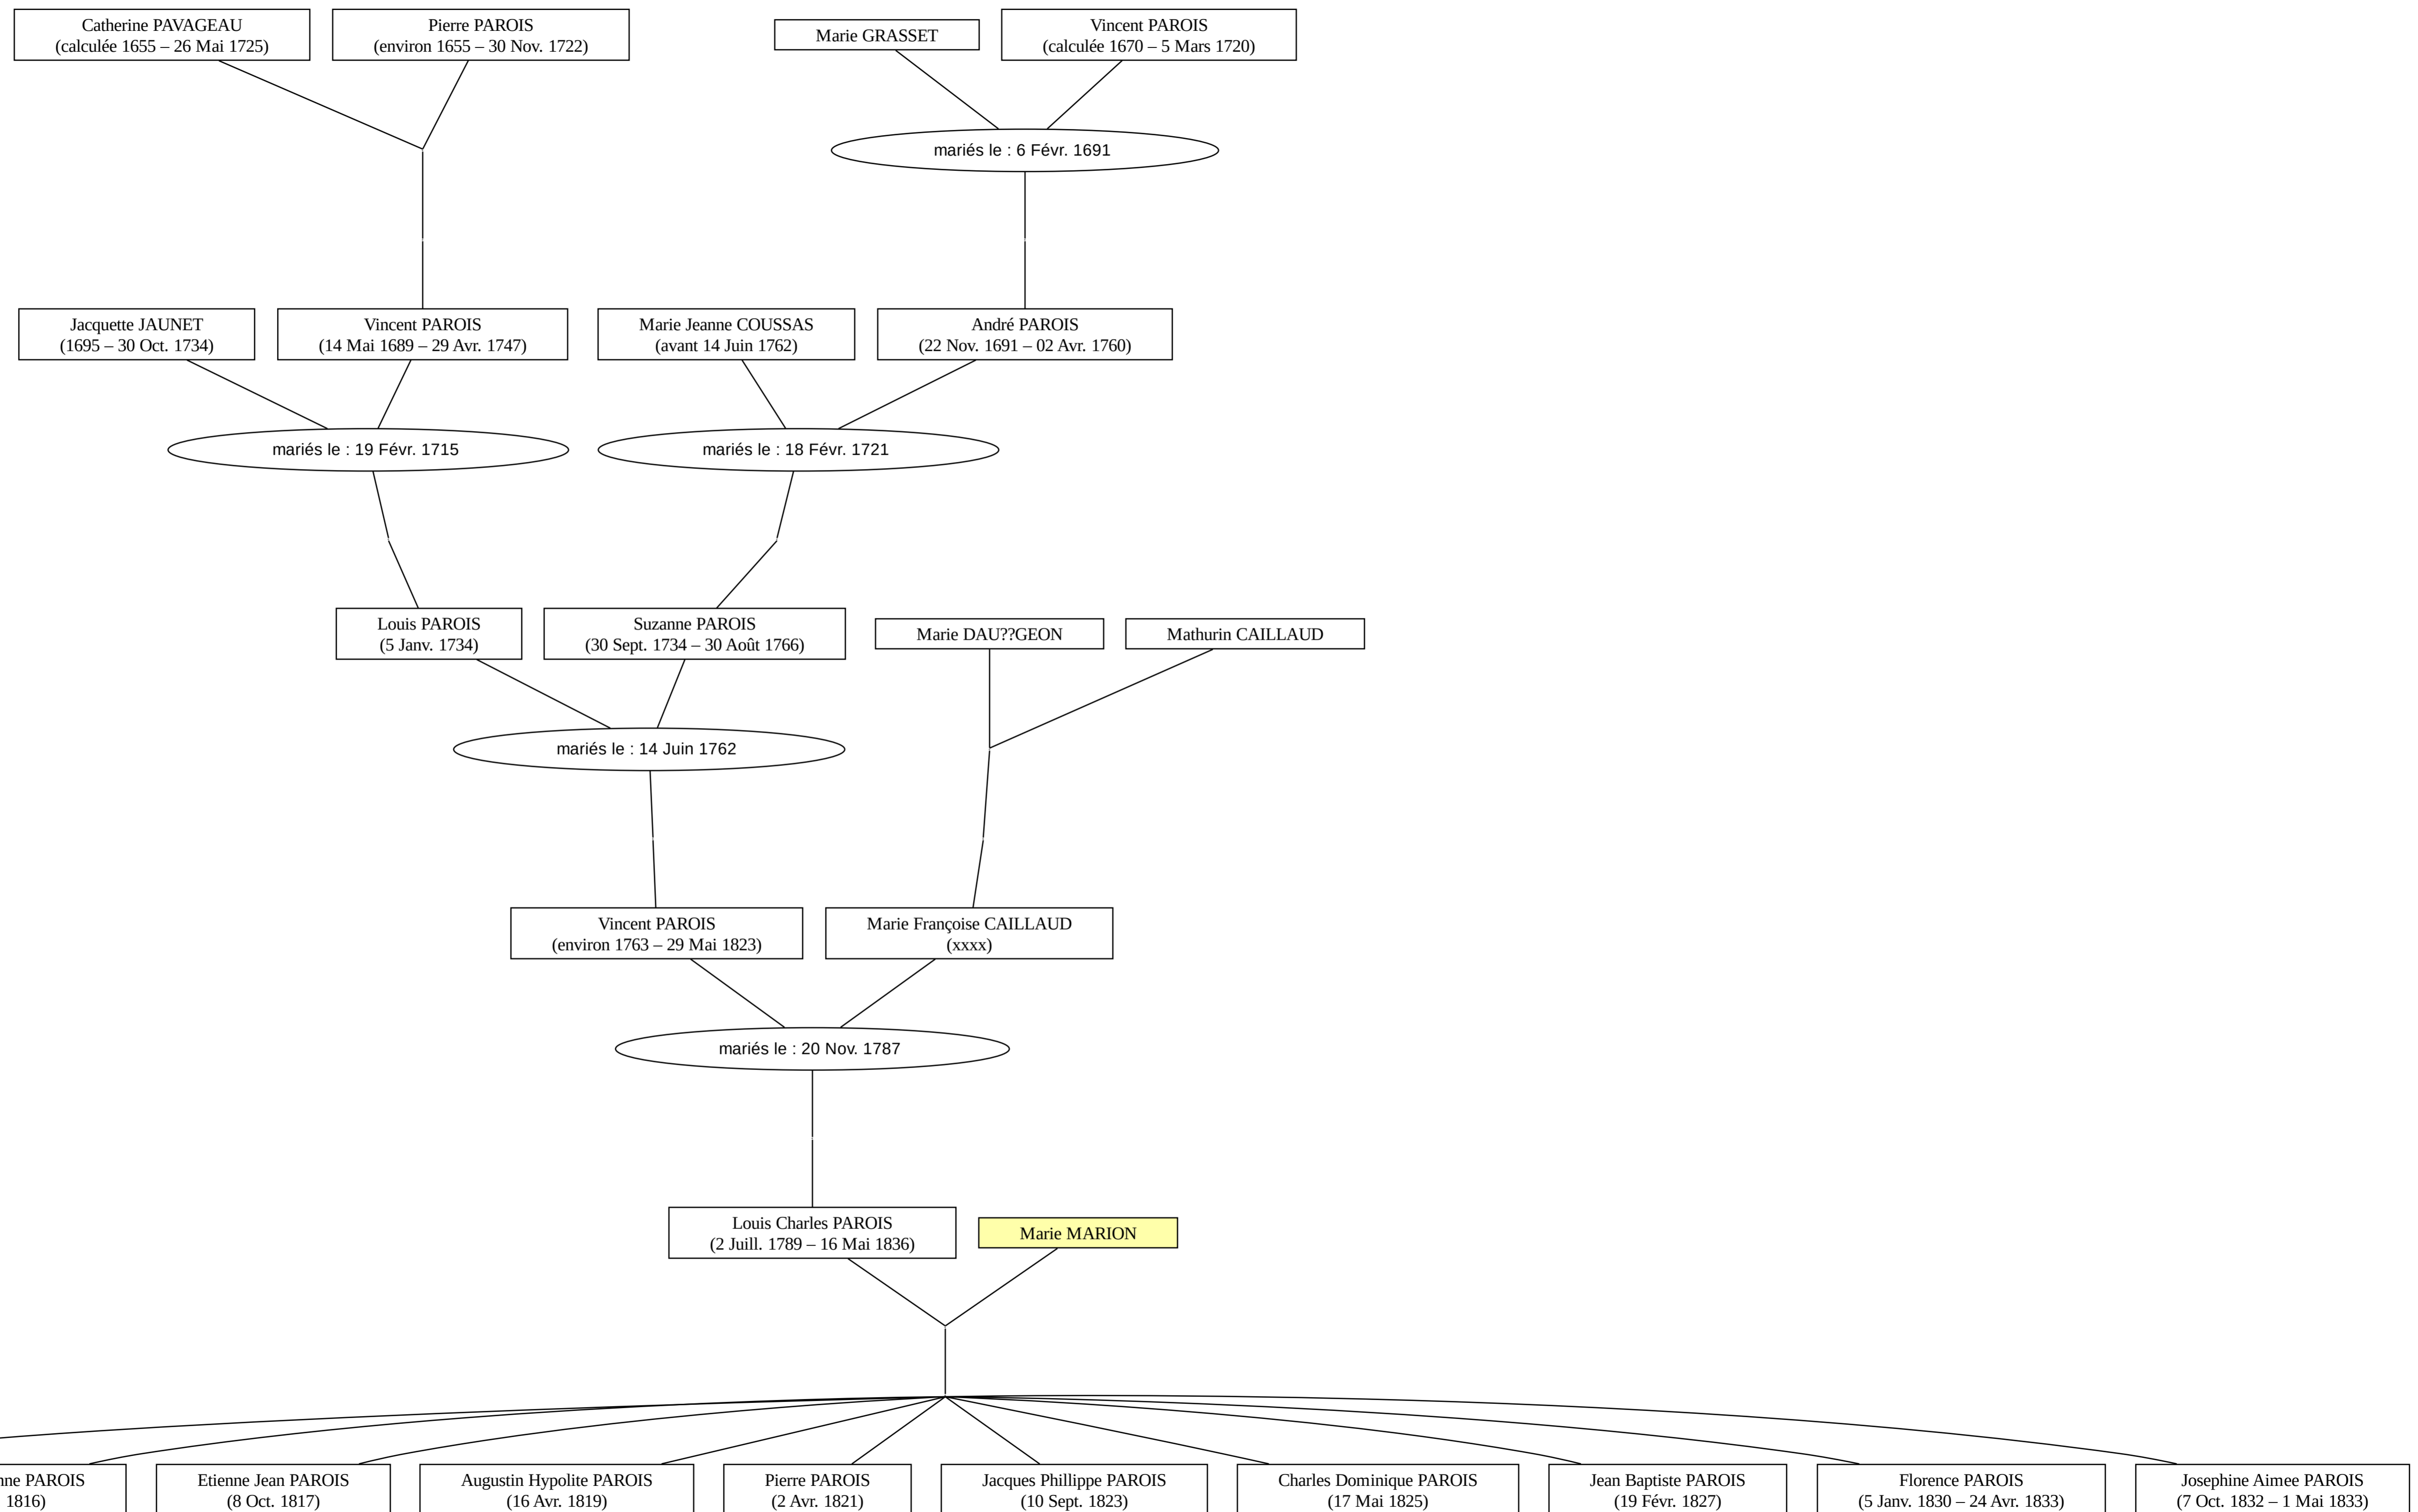 Catherine PAVAGEAU
(calculée 1655 – 26 Mai 1725)
Pierre PAROIS
(environ 1655 – 30 Nov. 1722)
Marie GRASSET
Vincent PAROIS
(calculée 1670 – 5 Mars 1720)
mariés le : 6 Févr. 1691
Jacquette JAUNET
(1695 – 30 Oct. 1734)
Vincent PAROIS
(14 Mai 1689 – 29 Avr. 1747)
Marie Jeanne COUSSAS
(avant 14 Juin 1762)
André PAROIS
(22 Nov. 1691 – 02 Avr. 1760)
mariés le : 19 Févr. 1715
mariés le : 18 Févr. 1721
Louis PAROIS
(5 Janv. 1734)
Suzanne PAROIS
(30 Sept. 1734 – 30 Août 1766)
Marie DAU??GEON
Mathurin CAILLAUD
mariés le : 14 Juin 1762
Vincent PAROIS
(environ 1763 – 29 Mai 1823)
Marie Françoise CAILLAUD
(xxxx)
mariés le : 20 Nov. 1787
Louis Charles PAROIS
(2 Juill. 1789 – 16 Mai 1836)
Marie MARION
nne PAROIS
1816)
Etienne Jean PAROIS
(8 Oct. 1817)
Augustin Hypolite PAROIS
(16 Avr. 1819)
Pierre PAROIS
(2 Avr. 1821)
Jacques Phillippe PAROIS
(10 Sept. 1823)
Charles Dominique PAROIS
(17 Mai 1825)
Jean Baptiste PAROIS
(19 Févr. 1827)
Florence PAROIS
(5 Janv. 1830 – 24 Avr. 1833)
Josephine Aimee PAROIS
(7 Oct. 1832 – 1 Mai 1833)